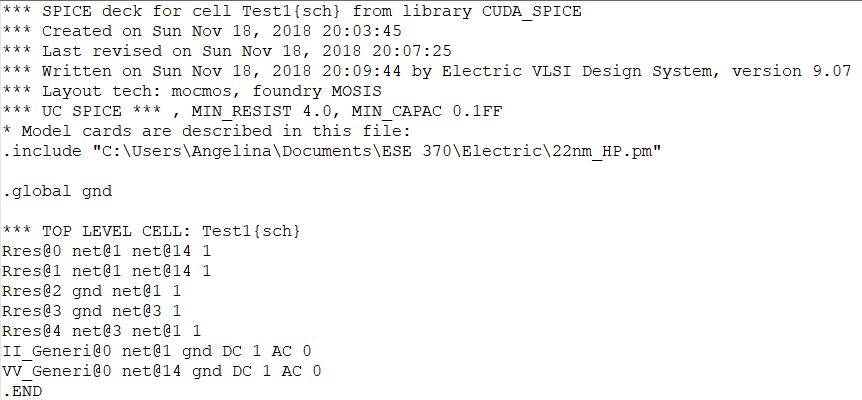 *** SPICE deck for cell Test1{sch} from library CUDA_SPICE
*** Created on Sun Nov 18, 2018 20:03:45
*** Last revised on Sun Nov 18, 2018 20:07:25
*** Written on Sun Nov 18, 2018 20:09:44 by Electric VLSI Design System, version 9.07
*** Layout tech: mocmos, foundry MOSIS
*** UC SPICE *** , MIN_RESIST 4.0, MIN_CAPAC 0.1FF
* Model cards are described in this file:
.include "C:\Users\Angelina\Documents\ESE 370\Electric\22nm_HP.pm"
.global gnd
*** TOP LEVEL CELL: Test1{sch}
Rres@0 net@1 net@14 1
Rres@1 net@1 net@14 1
Rres@2 gnd net@1 1
Rres@3 gnd net@3 1
Rres@4 net@3 net@1 1
II_Generi@0 net@1 gnd DC 1 AC 0
VV_Generi@0 net@14 gnd DC 1 AC 0
.END